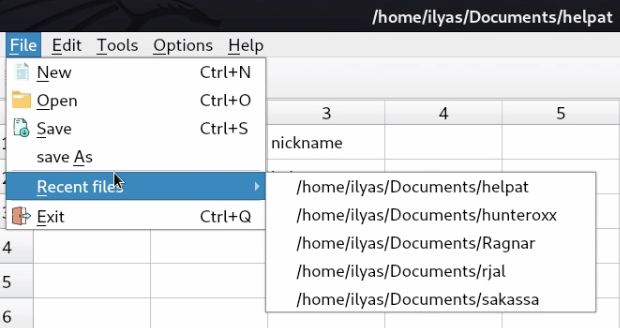 /home/ilyas/Documents/helpat
File Edit Tools Options Help
New Ctrl+N
Open Ctrl+O
Save Ctrl+S
save As
Recent files
Exit Ctrl+Q
3 4 5
nickname
/home/ilyas/Documents/helpat
/home/ilyas/Documents/hunteroxx
/home/ilyas/Documents/Ragnar
/home/ilyas/Documents/rjal
/home/ilyas/Documents/sakassa
4
5
6